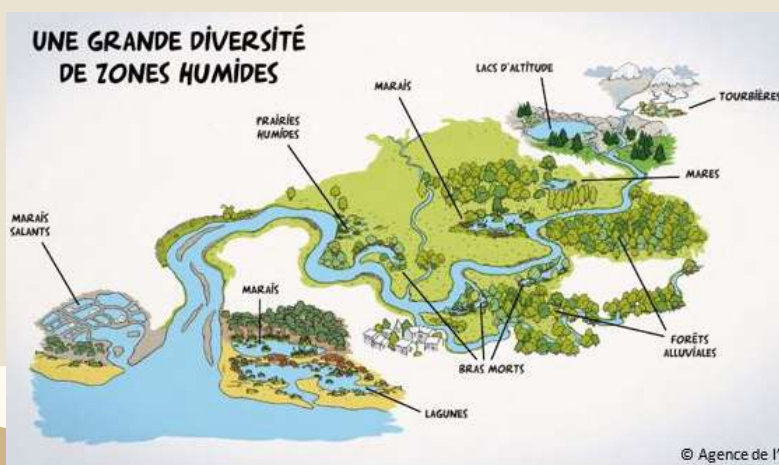 UNE GRANDE DIVERSITÉ
DE ZONES HUMIDES
LACS D'ALTITUDE
MARAIS
TOURBIÈRES
PRAIRIES
HUMIDES
MARES
MARAIS
SALANTS
MARAIS
FORÊTS
ALLUVIALES
BRAS MORTS
LAGUNES
© Agence de l'